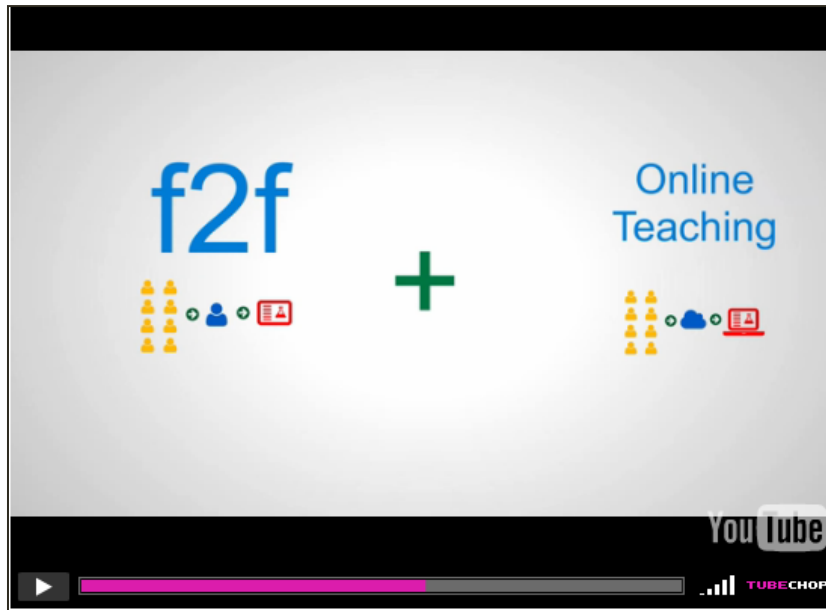 f2f
+
Online
Teaching
YouTube
TUBECHOP